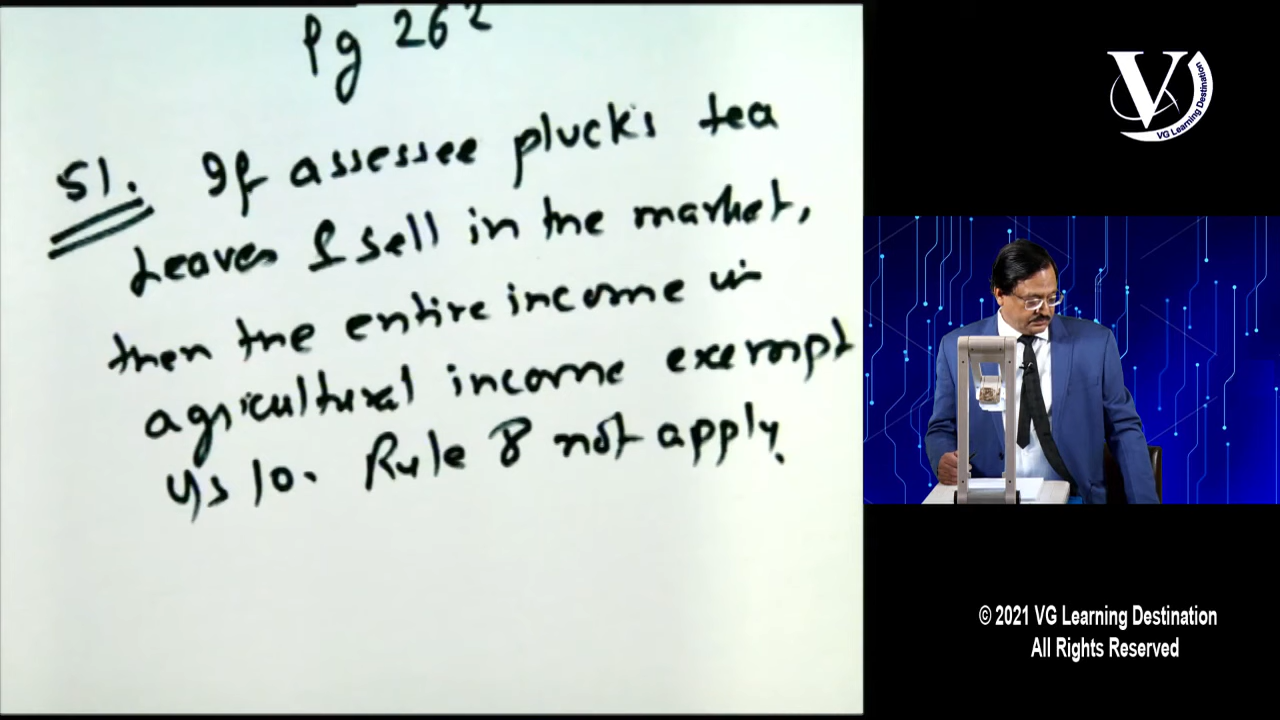 Pg 262
51. If assessee plucks tea
leaves & sell in the market,
then the entire income is
agricultural income exempt
u/s 10. Rule 8 not apply.
V
VG Learning Destination
© 2021 VG Learning Destination
All Rights Reserved